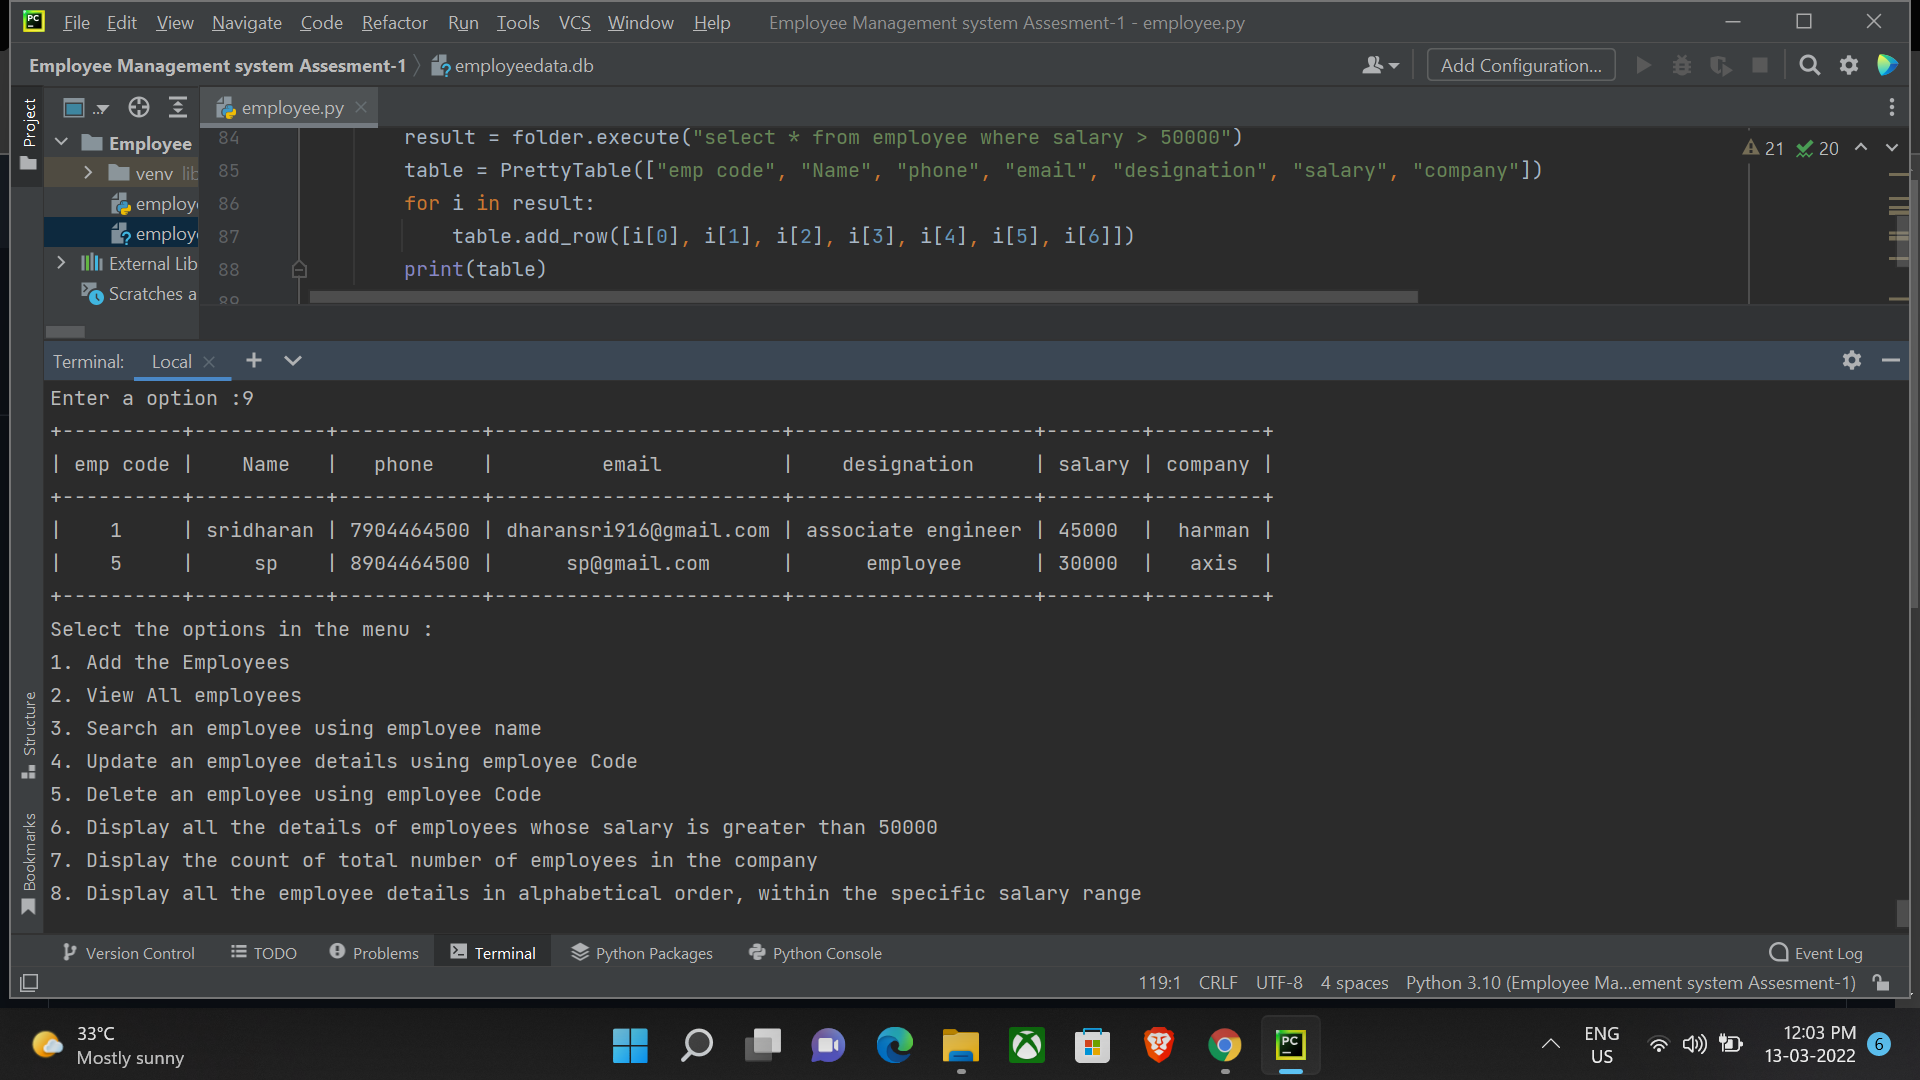 PC File Edit View Navigate Code Refactor Run Tools VCS Window Help Employee Management system Assesment-1 - employee.py
Employee Management system Assesment-1 employeedata.db Add Configuration...
Project
employee.py
Employee
venv lib
employ
employ
External Lib
Scratches a
84 result = folder.execute("select * from employee where salary > 50000")
85 table = PrettyTable(["emp code", "Name", "phone", "email", "designation", "salary", "company"])
86 for i in result:
87 table.add_row([i[0], i[1], i[2], i[3], i[4], i[5], i[6]])
88 print(table)
89
21 20
Terminal: Local
Enter a option :9
+----------+-----------+------------+------------------------+--------------------+--------+---------+
| emp code |    Name   |   phone    |         email          |    designation     | salary | company |
+----------+-----------+------------+------------------------+--------------------+--------+---------+
|    1     | sridharan | 7904464500 | dharansri916@gmail.com | associate engineer | 45000  |  harman |
|    5     |     sp    | 8904464500 |      sp@gmail.com      |      employee      | 30000  |   axis  |
+----------+-----------+------------+------------------------+--------------------+--------+---------+
Select the options in the menu :
1. Add the Employees
2. View All employees
3. Search an employee using employee name
4. Update an employee details using employee Code
5. Delete an employee using employee Code
6. Display all the details of employees whose salary is greater than 50000
7. Display the count of total number of employees in the company
8. Display all the employee details in alphabetical order, within the specific salary range
Structure
Bookmarks
Version Control TODO Problems Terminal Python Packages Python Console Event Log
119:1 CRLF UTF-8 4 spaces Python 3.10 (Employee Ma...ement system Assesment-1)
33°C
Mostly sunny
PC
ENG
US
12:03 PM
13-03-2022
6